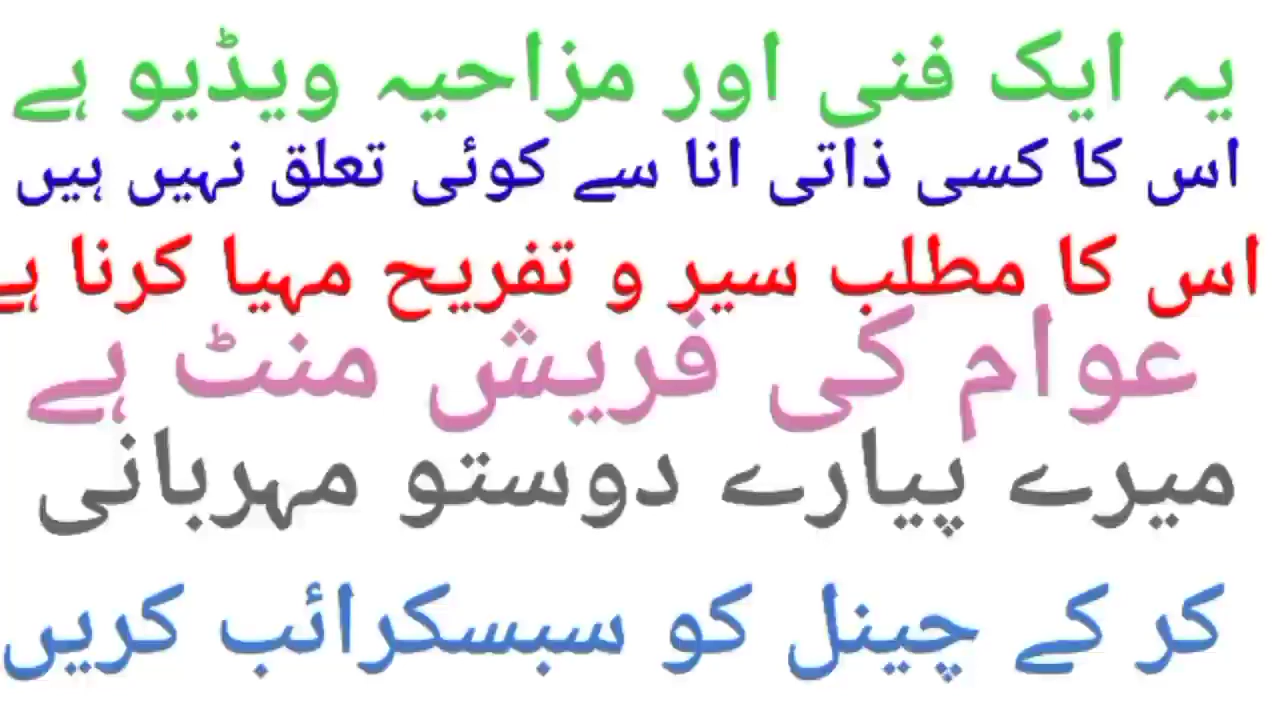 یہ ایک فنی اور مزاحیہ ویڈیو ہے
اس کا کسی ذاتی انا سے کوئی تعلق نہیں ہیں
اس کا مطلب سیر و تفریح مہیا کرنا ہے
عوام کی فریش منٹ ہے
میرے پیارے دوستو مہربانی
کر کے چینل کو سبسکرائب کریں